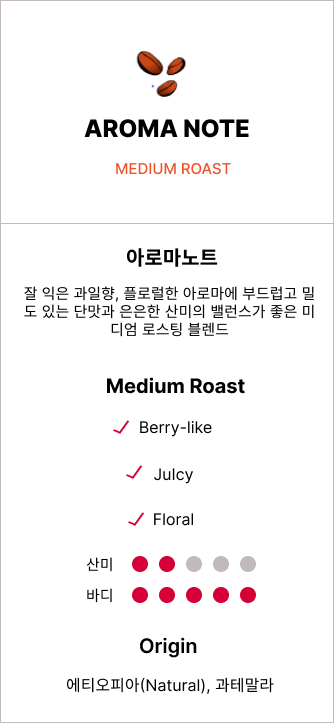 AROMA NOTE
MEDIUM ROAST
아로마노트
잘 익은 과일향, 플로럴한 아로마에 부드럽고 밀
도 있는 단맛과 은은한 산미의 밸런스가 좋은 미
디엄 로스팅 블렌드
Medium Roast
Berry-like
Julcy
Floral
산미
바디
Origin
에티오피아(Natural), 과테말라